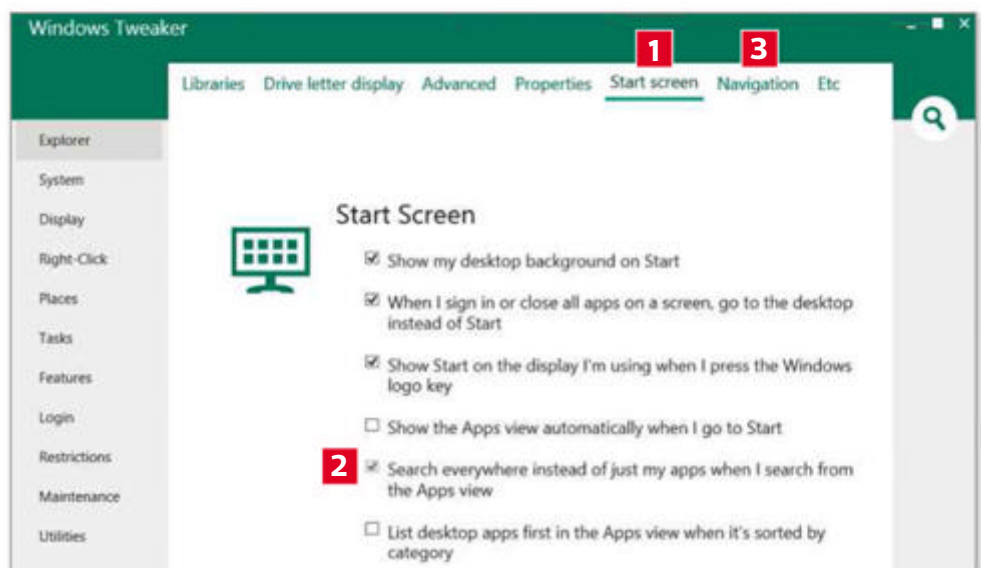 Windows Tweaker
1 3
Libraries Drive letter display Advanced Properties Start screen Navigation Etc
Explorer
System
Display
Right-Click
Places
Tasks
Features
Login
Restrictions
Maintenance
Utilities
Start Screen
Show my desktop background on Start
When I sign in or close all apps on a screen, go to the desktop
instead of Start
Show Start on the display I'm using when I press the Windows
logo key
Show the Apps view automatically when I go to Start
2 Search everywhere instead of just my apps when I search from
the Apps view
List desktop apps first in the Apps view when it's sorted by
category